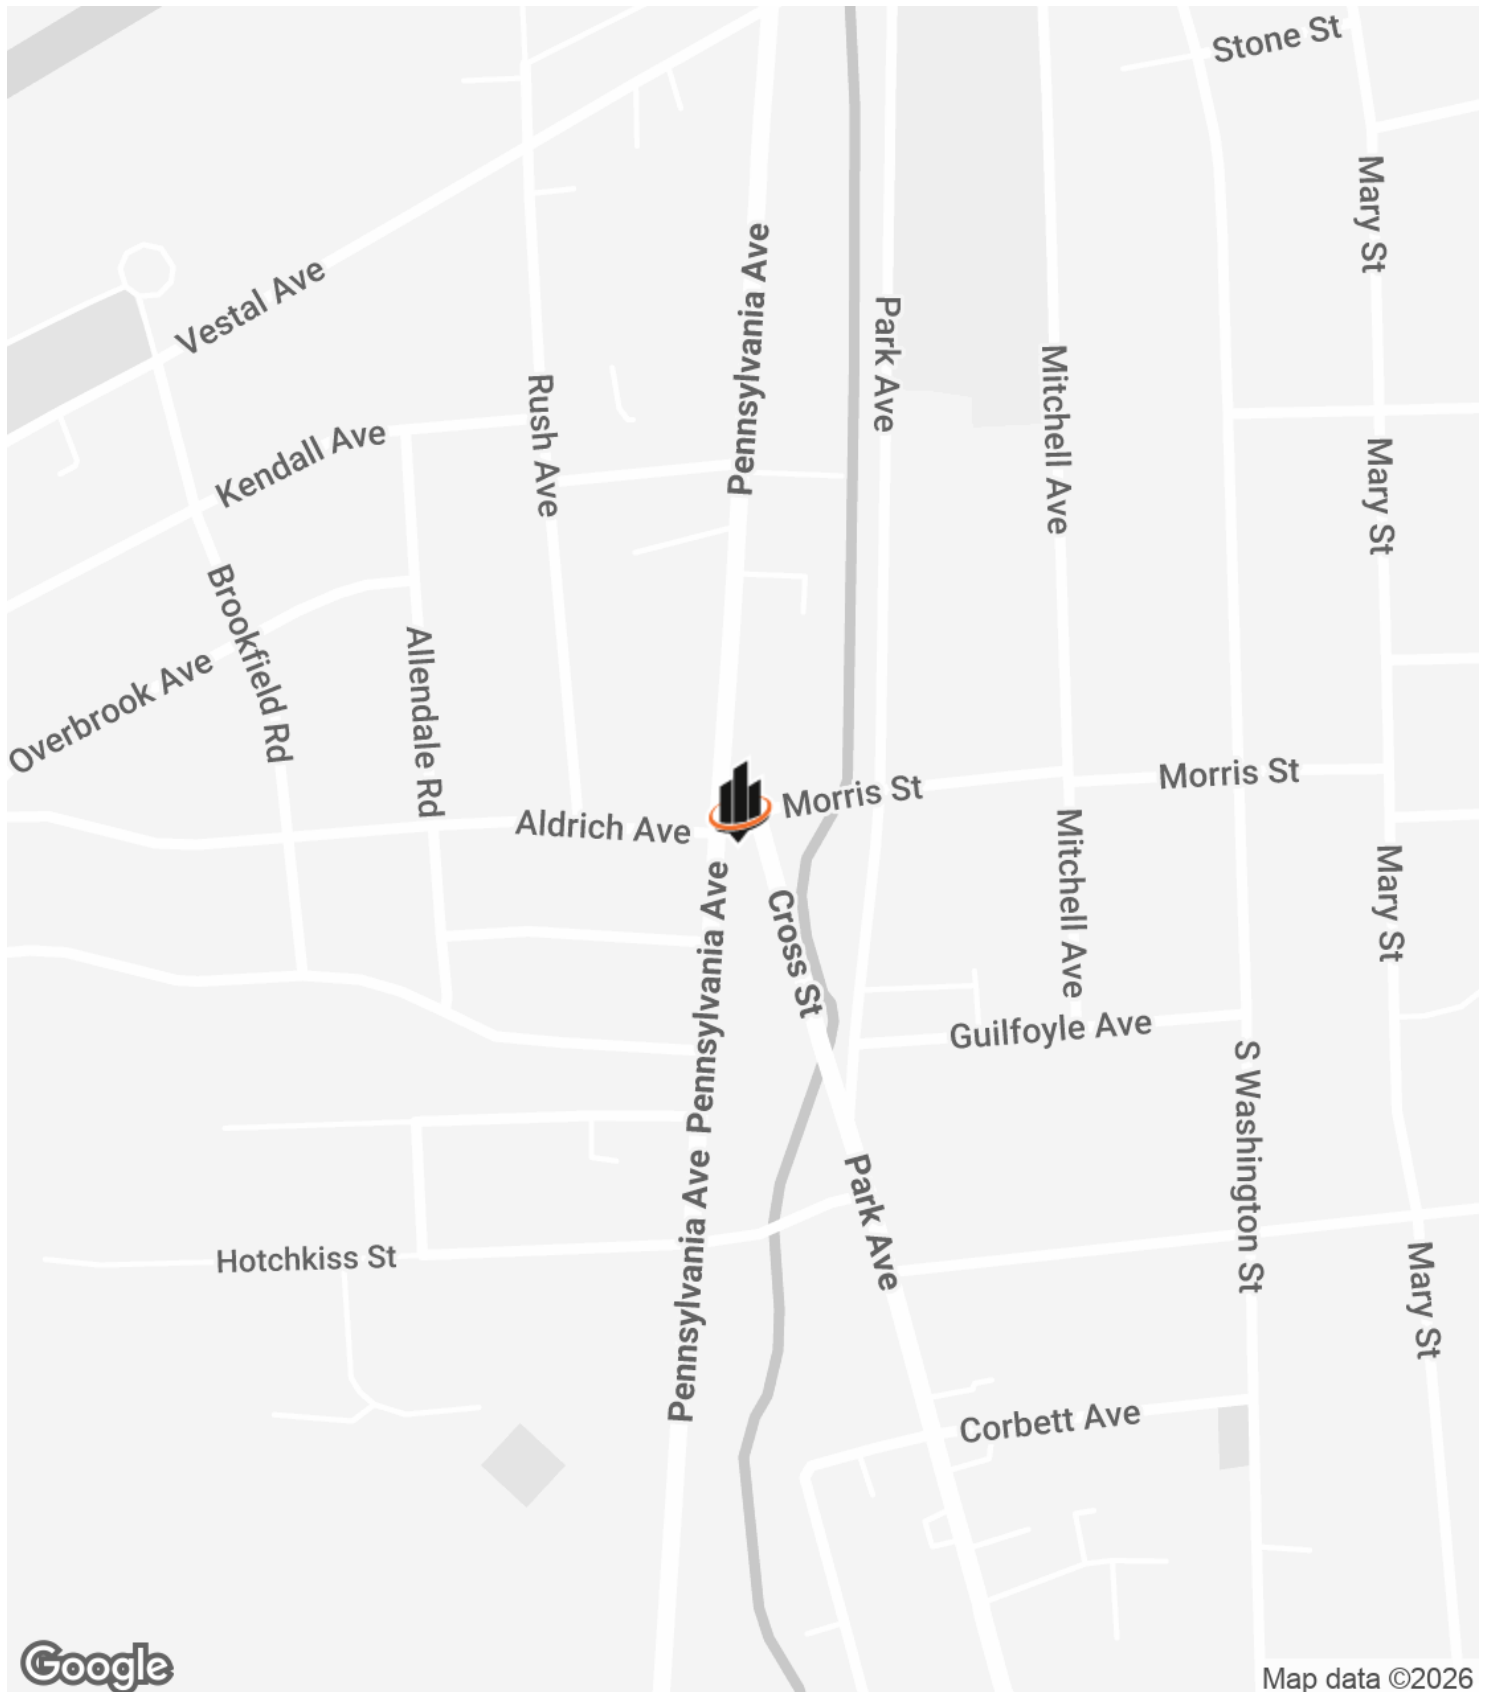 Stone St
Mary St
Vestal Ave
Pennsylvania Ave
Park Ave
Mitchell Ave
Rush Ave
Kendall Ave
Mary St
Brookfield Rd
Overbrook Ave
Allendale Rd
Morris St
Morris St
Aldrich Ave
Mitchell Ave
Mary St
Pennsylvania Ave
Cross St
Guilfoyle Ave
S Washington St
Pennsylvania Ave
Park Ave
Hotchkiss St
Mary St
Corbett Ave
Google
Map data ©2026